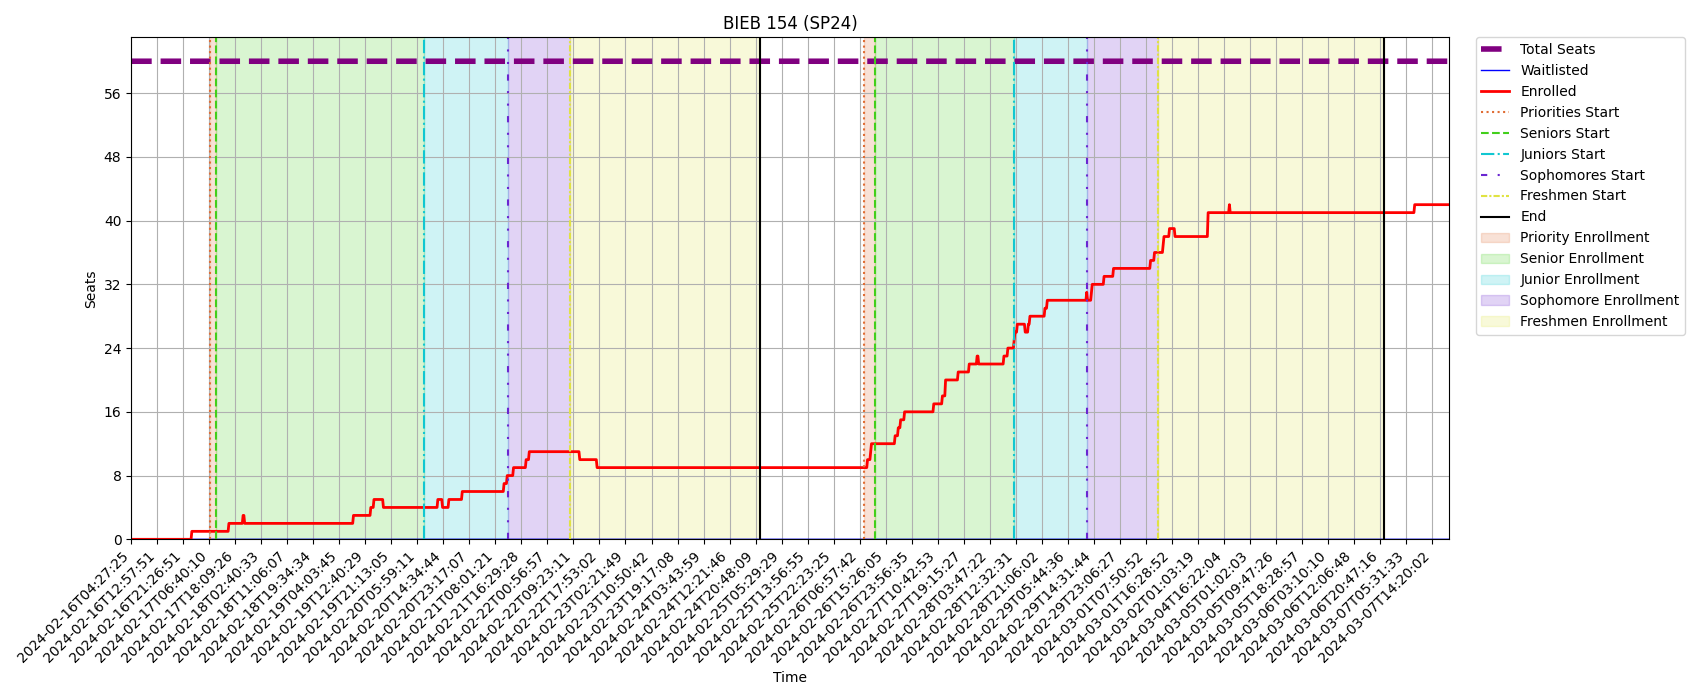 BIEB 154 (SP24)
Total Seats
Waitlisted
Enrolled
Priorities Start
Seniors Start
Juniors Start
Sophomores Start
Freshmen Start
End
Priority Enrollment
Senior Enrollment
Junior Enrollment
Sophomore Enrollment
Freshmen Enrollment
Seats
56
48
40
32
24
16
8
0
2024-02-16T04:27:25
2024-02-16T12:57:51
2024-02-16T21:26:51
2024-02-17T06:40:10
2024-02-17T18:09:26
2024-02-18T02:40:33
2024-02-18T11:06:07
2024-02-18T19:34:34
2024-02-19T04:03:45
2024-02-19T12:40:29
2024-02-19T21:13:05
2024-02-20T05:59:11
2024-02-20T14:34:44
2024-02-20T23:17:07
2024-02-21T08:01:21
2024-02-21T16:29:28
2024-02-22T00:56:57
2024-02-22T09:23:11
2024-02-22T17:53:02
2024-02-23T02:21:49
2024-02-23T10:50:42
2024-02-23T19:17:08
2024-02-24T03:43:59
2024-02-24T12:21:46
2024-02-24T20:48:09
2024-02-25T05:29:29
2024-02-25T13:56:55
2024-02-25T22:23:25
2024-02-26T06:57:42
2024-02-26T15:26:05
2024-02-26T23:56:35
2024-02-27T10:42:53
2024-02-27T19:15:27
2024-02-28T03:47:22
2024-02-28T12:32:31
2024-02-28T21:06:02
2024-02-29T05:44:36
2024-02-29T14:31:44
2024-02-29T23:06:27
2024-03-01T07:50:52
2024-03-01T16:28:52
2024-03-02T01:03:19
2024-03-04T16:22:04
2024-03-05T01:02:03
2024-03-05T09:47:26
2024-03-05T18:28:57
2024-03-06T03:10:16
2024-03-06T12:06:48
2024-03-06T20:47:16
2024-03-07T05:31:33
2024-03-07T14:20:02
Time